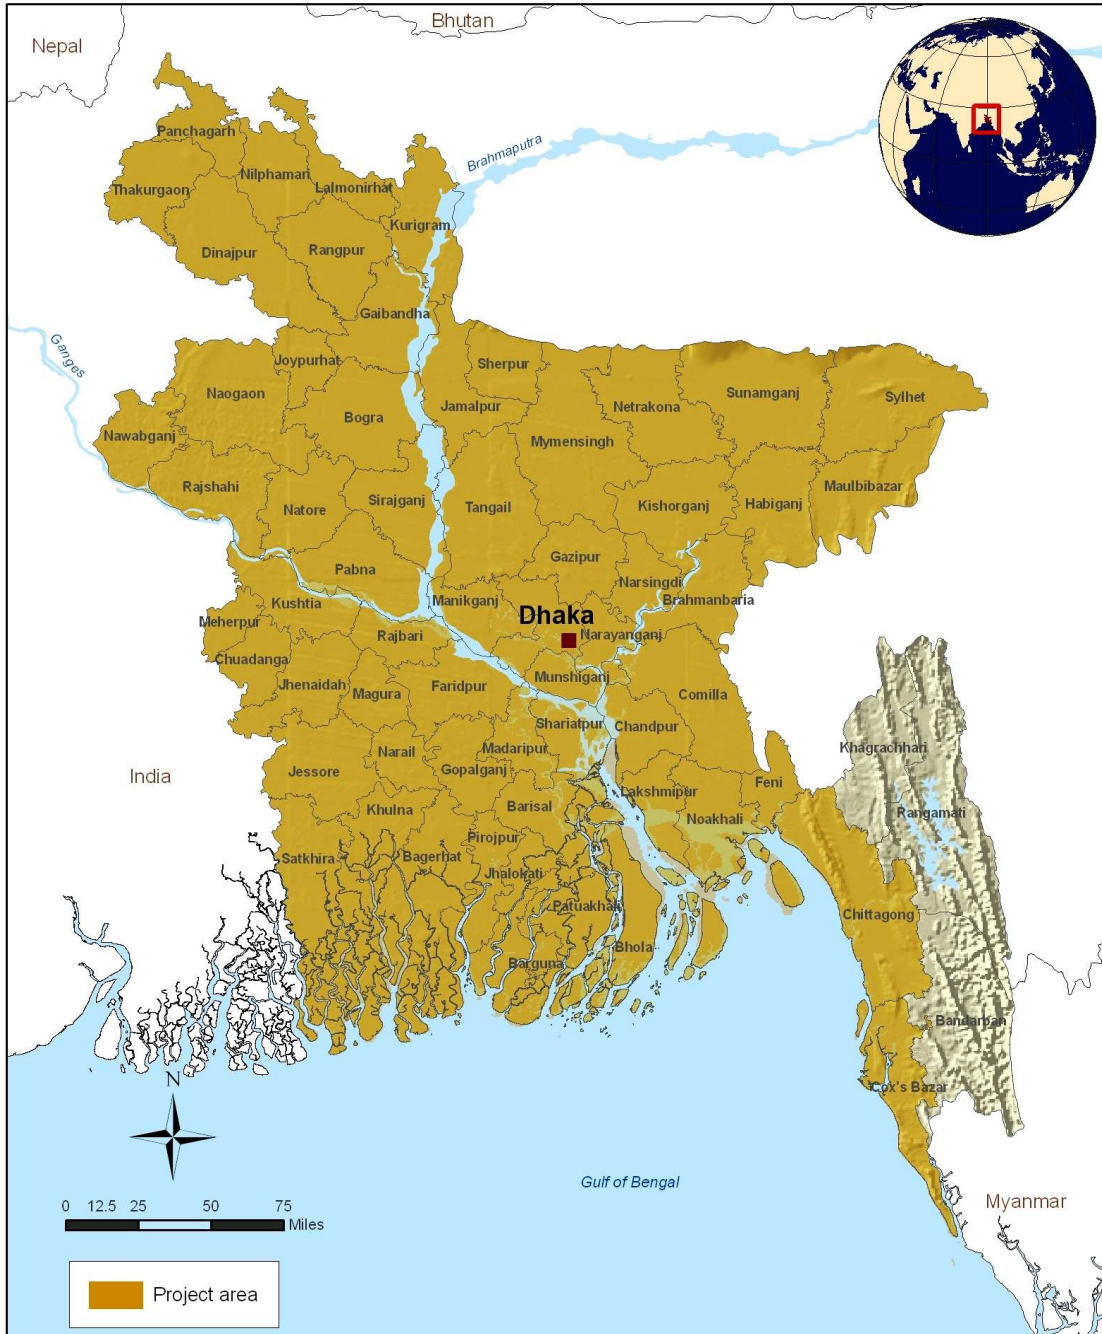 Bhutan
Nepal
Panchagarh
Brahmaputra
Nilphamari
Thakurgaon
Lalmonirhat
Kurigram
Dinajpur
Rangpur
Gaibandha
Ganges
Joypurhat
Sherpur
Naogaon
Sunamganj
Sylhet
Netrakona
Jamalpur
Bogra
Nawabganj
Mymensingh
Rajshahi
Maulbibazar
Sirajganj
Natore
Tangail
Kishorganj
Habiganj
Gazipur
Pabna
Narsingdi
Manikganj
Brahmanbaria
Kushtia
Dhaka
Meherpur
Rajbari
Narayanganj
Chuadanga
Munshiganj
Jhenaidah
Magura
Faridpur
Comilla
Shariatpur
Chandpur
Madaripur
Khagrachhari
Narail
India
Jessore
Gopalganj
Feni
Lakshmipur
Khulna
Barisal
Rangamati
Noakhali
Pirojpur
Satkhira
Bagerhat
Jhalokati
Patuakhali
Chittagong
Bhola
Barguna
Bandarpan
N
Cox's Bazar
Gulf of Bengal
Myanmar
0 12.5 25 50 75
Miles
Project area